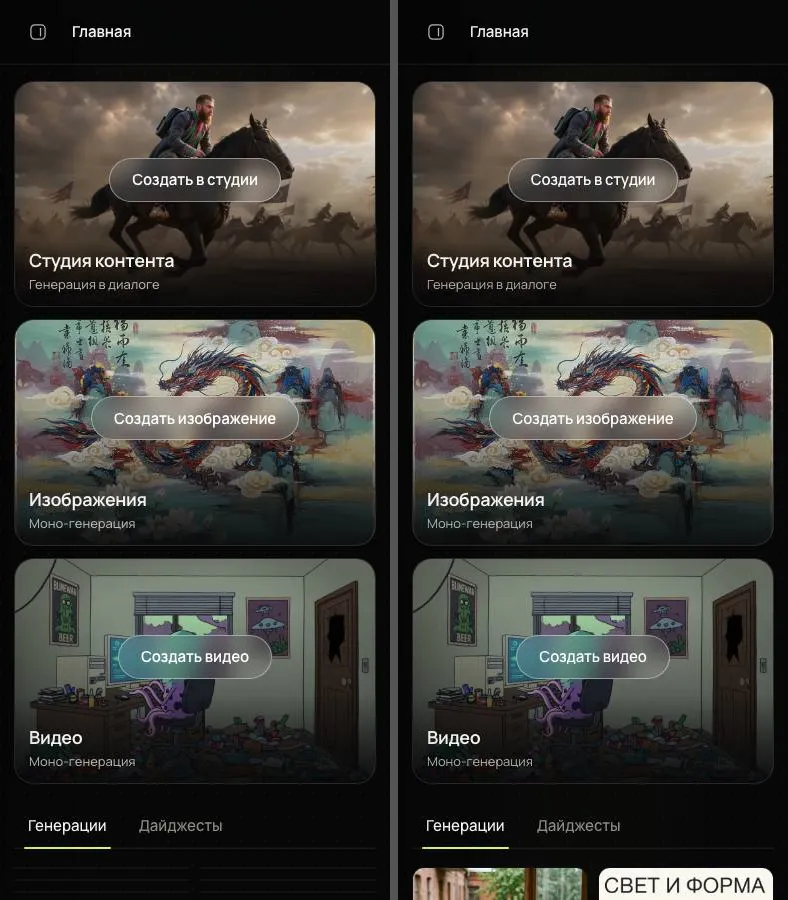 Главная
Создать в студии
Студия контента
Генерация в диалоге
Создать изображение
Изображения
Моно-генерация
BEER
Создать видео
Видео
Моно-генерация
Генерации
Дайджесты
Главная
Создать в студии
Студия контента
Генерация в диалоге
Создать изображение
Изображения
Моно-генерация
BEER
Создать видео
Видео
Моно-генерация
Генерации
Дайджесты
СВЕТ И ФОРМА